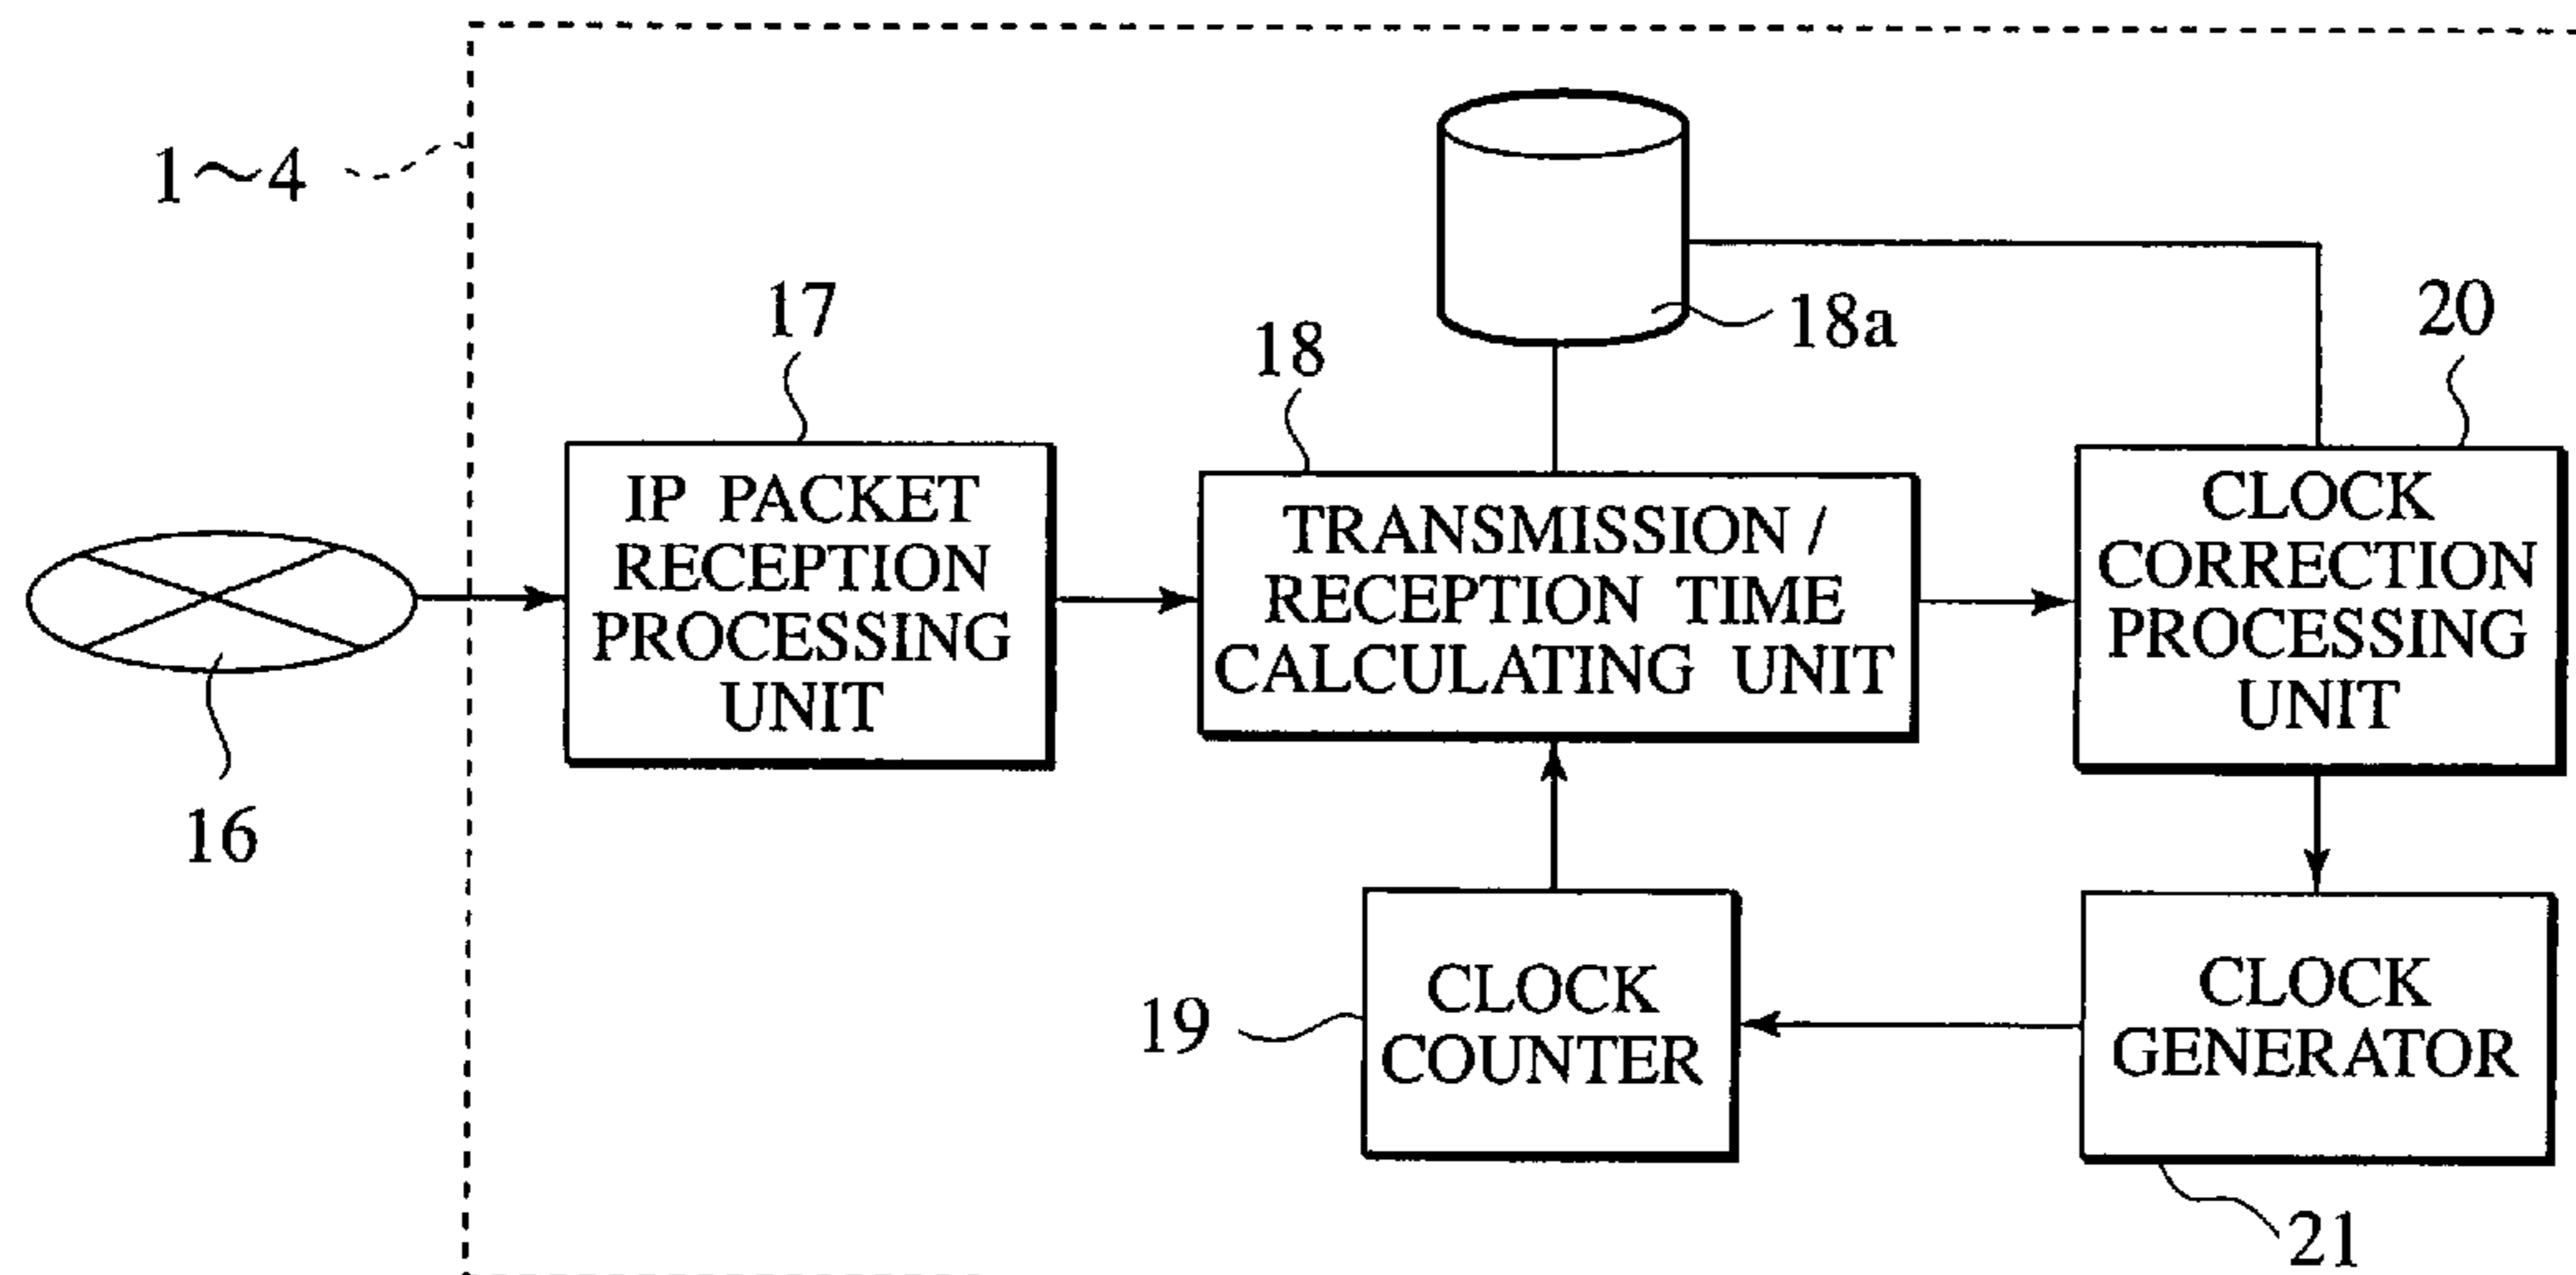 1～4
17
18
18a
20
IP PACKET
RECEPTION
PROCESSING
UNIT
TRANSMISSION /
RECEPTION TIME
CALCULATING UNIT
CLOCK
CORRECTION
PROCESSING
UNIT
16
19
CLOCK
COUNTER
CLOCK
GENERATOR
21